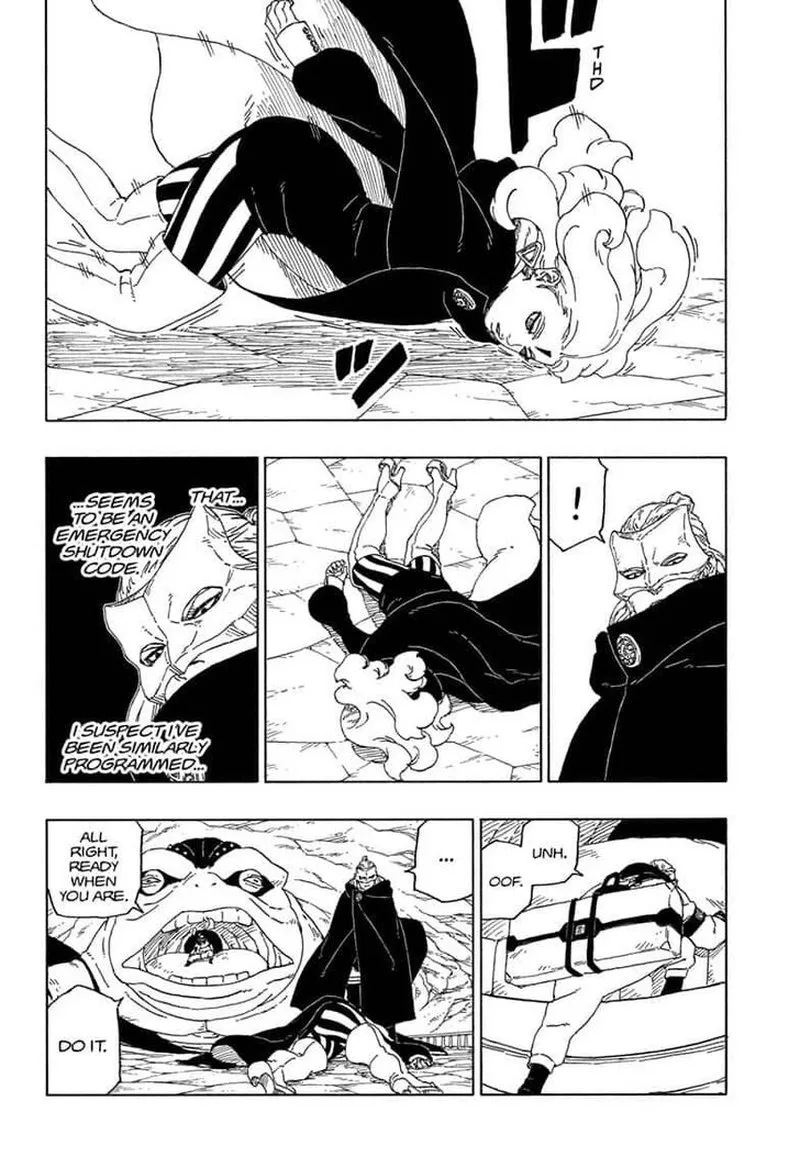 THD
!
THAT...
...SEEMS
TO BE AN
EMERGENCY
SHUTDOWN
CODE.
I SUSPECT I'VE
BEEN SIMILARLY
PROGRAMMED...
UNH.
OOF.
...
ALL
RIGHT,
READY
WHEN
YOU ARE.
DO IT.